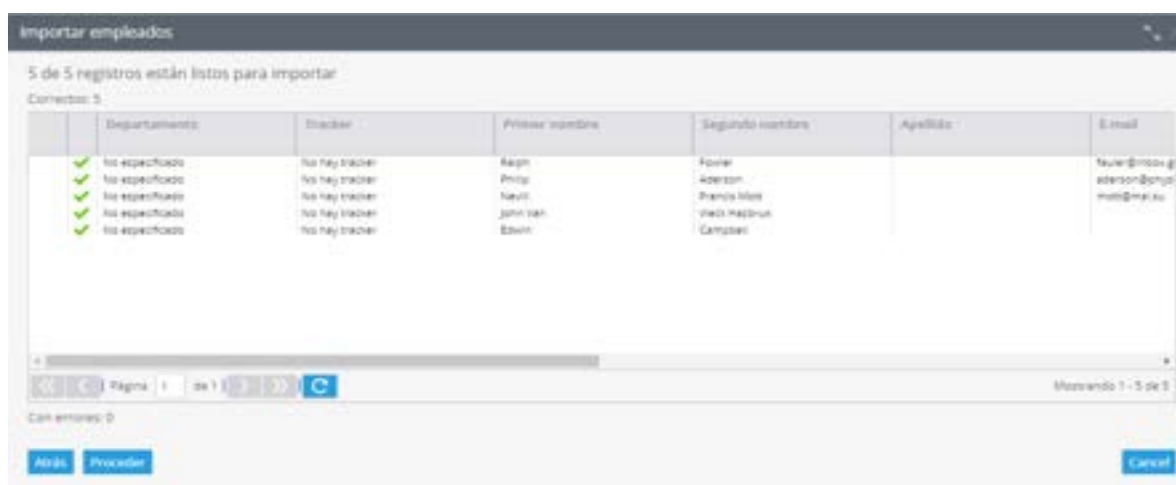 Importar empleados
5 de 5 registros están listos para importar
Correctos: 5
Departamento Tracker Primer nombre Segundo nombre Apellido E-mail
No especificado No hay tracker Ralph Fowler
No especificado No hay tracker Philip Aderson
No especificado No hay tracker Nevill Francis Mott
No especificado No hay tracker John Van
No especificado No hay tracker Edwin Campbell
Página 1 de 1 Mostrando 1 - 5 de 5
Con errores: 0
Atrás Proceder Cancel